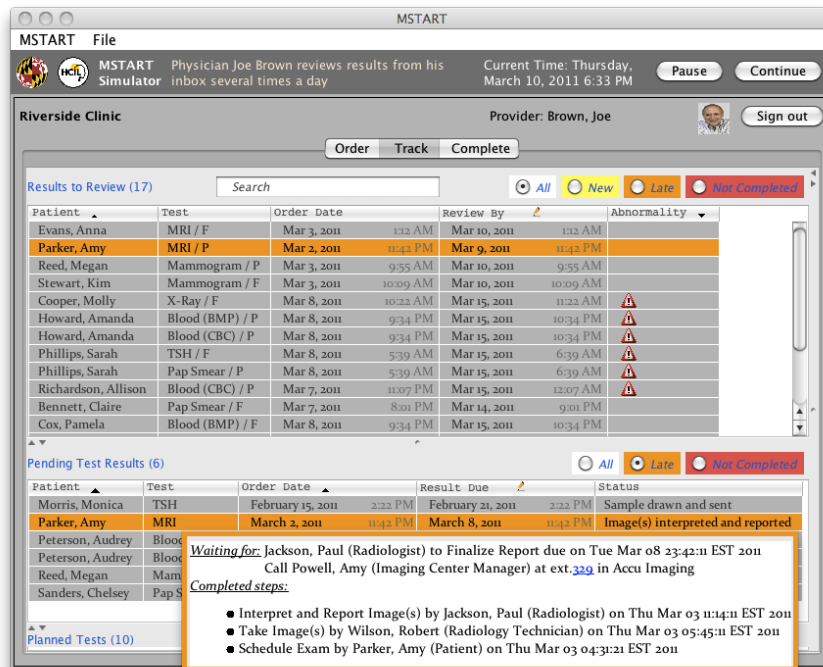 MSTART
MSTART File
HCIL MSTART Simulator Physician Joe Brown reviews results from his inbox several times a day Current Time: Thursday, March 10, 2011 6:33 PM Pause Continue
Riverside Clinic Provider: Brown, Joe Sign out
Order Track Complete
Results to Review (17) Search All New Late Not Completed
Patient Test Order Date Review By Abnormality
Evans, Anna MRI / F Mar 3, 2011 1:12 AM Mar 10, 2011 1:12 AM
Parker, Amy MRI / P Mar 2, 2011 11:42 PM Mar 9, 2011 11:42 PM
Reed, Megan Mammogram / P Mar 3, 2011 9:55 AM Mar 10, 2011 9:55 AM
Stewart, Kim Mammogram / F Mar 3, 2011 10:09 AM Mar 10, 2011 10:09 AM
Cooper, Molly X-Ray / F Mar 8, 2011 10:22 AM Mar 15, 2011 11:22 AM
Howard, Amanda Blood (BMP) / P Mar 8, 2011 9:34 PM Mar 15, 2011 10:34 PM
Howard, Amanda Blood (CBC) / P Mar 8, 2011 9:34 PM Mar 15, 2011 10:34 PM
Phillips, Sarah TSH / F Mar 8, 2011 5:39 AM Mar 15, 2011 6:39 AM
Phillips, Sarah Pap Smear / P Mar 8, 2011 5:39 AM Mar 15, 2011 6:39 AM
Richardson, Allison Blood (CBC) / P Mar 7, 2011 11:07 PM Mar 15, 2011 12:07 AM
Bennett, Claire Pap Smear / F Mar 7, 2011 8:01 PM Mar 14, 2011 9:01 PM
Cox, Pamela Blood (BMP) / F Mar 8, 2011 9:34 PM Mar 15, 2011 10:34 PM
Pending Test Results (6) All Late Not Completed
Patient Test Order Date Result Due Status
Morris, Monica TSH February 15, 2011 2:22 PM February 21, 2011 2:22 PM Sample drawn and sent
Parker, Amy MRI March 2, 2011 11:42 PM March 8, 2011 11:42 PM Image(s) interpreted and reported
Peterson, Audrey Blood
Peterson, Audrey Blood
Reed, Megan Mam
Sanders, Chelsey Pap S
Planned Tests (10)
Waiting for: Jackson, Paul (Radiologist) to Finalize Report due on Tue Mar 08 23:42:11 EST 2011
Call Powell, Amy (Imaging Center Manager) at ext.329 in Accu Imaging
Completed steps:
● Interpret and Report Image(s) by Jackson, Paul (Radiologist) on Thu Mar 03 11:14:11 EST 2011
● Take Image(s) by Wilson, Robert (Radiology Technician) on Thu Mar 03 05:45:11 EST 2011
● Schedule Exam by Parker, Amy (Patient) on Thu Mar 03 04:31:21 EST 2011